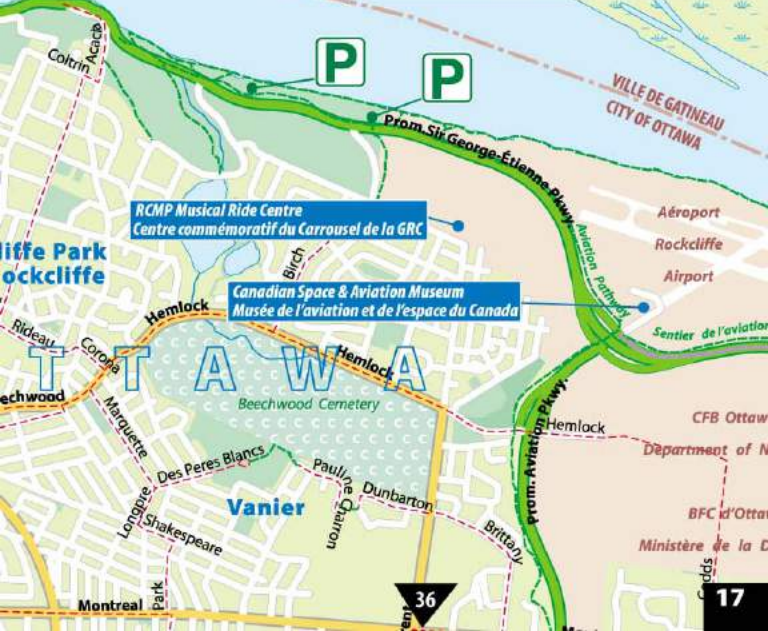 Coltrin
Acacia
P
P
VILLE DE GATINEAU
CITY OF OTTAWA
Prom. Sir George-Étienne Pkwy.
RCMP Musical Ride Centre
Centre commémoratif du Carrousel de la GRC
Aéroport
Rockcliffe
Airport
Aviation Pathway
liffe Park
ockcliffe
Birch
Canadian Space & Aviation Museum
Musée de l'aviation et de l'espace du Canada
Hemlock
Sentier de l'aviation
Rideau
Corona
Hemlock
TTAWA
eechwood
Beechwood Cemetery
Marquette
Prom. Aviation Pkwy.
Hemlock
CFB Ottaw
Department of N
Des Peres Blancs
Pauline Charron
Dunbarton
Longpre
Vanier
Shakespeare
Brittany
BFC d'Otta
Ministère de la D
Park
Montreal
36
17